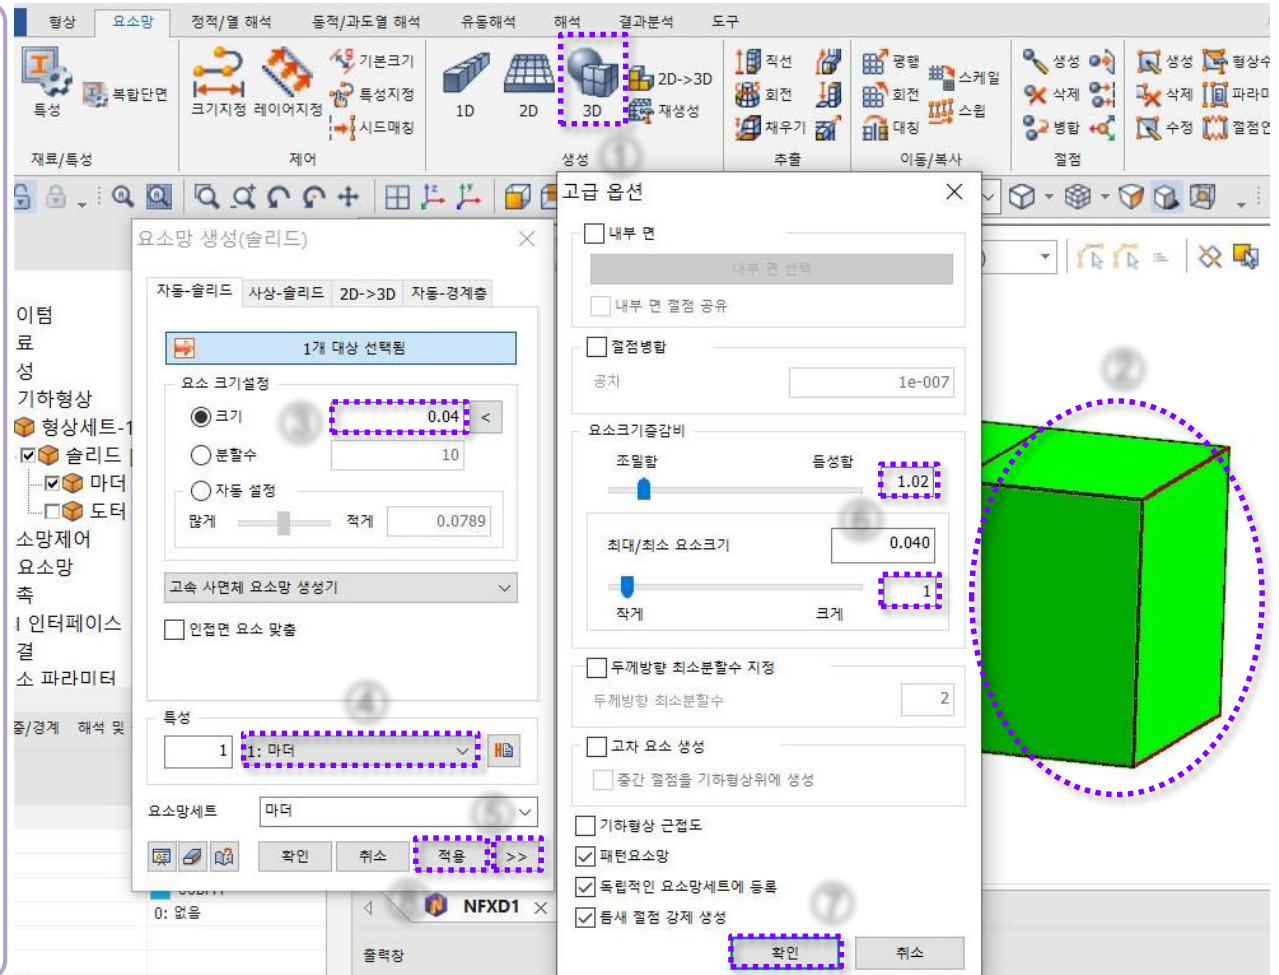 형상 요소망 정적/열 해석 동적/과도열 해석 유동해석 해석 결과분석 도구
특성 복합단면
크기지정 레이어지정 기본크기
특성지정
시드매칭
1D 2D 3D 2D->3D
재생성
직선
회전
채우기
평행
회전
대칭
스케일
스윕
생성
삭제
병합
생성
삭제
수정
형상수
파라미
절점연
재료/특성 제어 생성 추출 이동/복사 절점
①
이텀
료
성
기하형상
형상세트-1
솔리드
마더
도터
소망제어
요소망
촉
I 인터페이스
결
소 파라미터
중/경계 해석 및
0: 없음
요소망 생성(솔리드)
자동-솔리드 사상-솔리드 2D->3D 자동-경계층
1개 대상 선택됨
요소 크기설정
크기 ③ 0.04 <
분할수 10
자동 설정
많게 적게 0.0789
고속 사면체 요소망 생성기
인접면 요소 맞춤
④
특성
1 1: 마더
요소망세트 마더
⑤
확인 취소 적용 >>
⑧
NFXD1
출력창
고급 옵션
내부 면
내부 면 선택
내부 면 절점 공유
절점병합
공차 1e-007
요소크기증감비
조밀함 듬성함 1.02
⑥
최대/최소 요소크기 0.040
작게 크게 1
두께방향 최소분할수 지정
두께방향 최소분할수 2
고차 요소 생성
중간 절점을 기하형상위에 생성
기하형상 근접도
패턴요소망
독립적인 요소망세트에 등록
틈새 절점 강제 생성
⑦
확인 취소
②